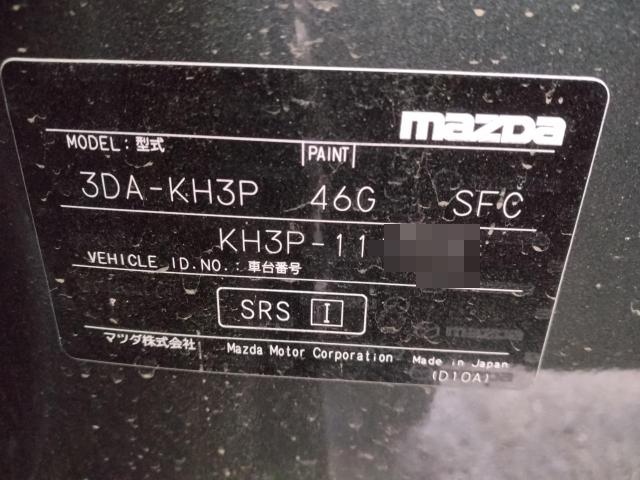 mazda
MODEL: 型式 PAINT
3DA-KH3P 46G SFC
KH3P-11
VEHICLE ID.NO.: 車台番号
SRS I
mazda
マツダ株式会社 Mazda Motor Corporation Made in Japan
(D10A)